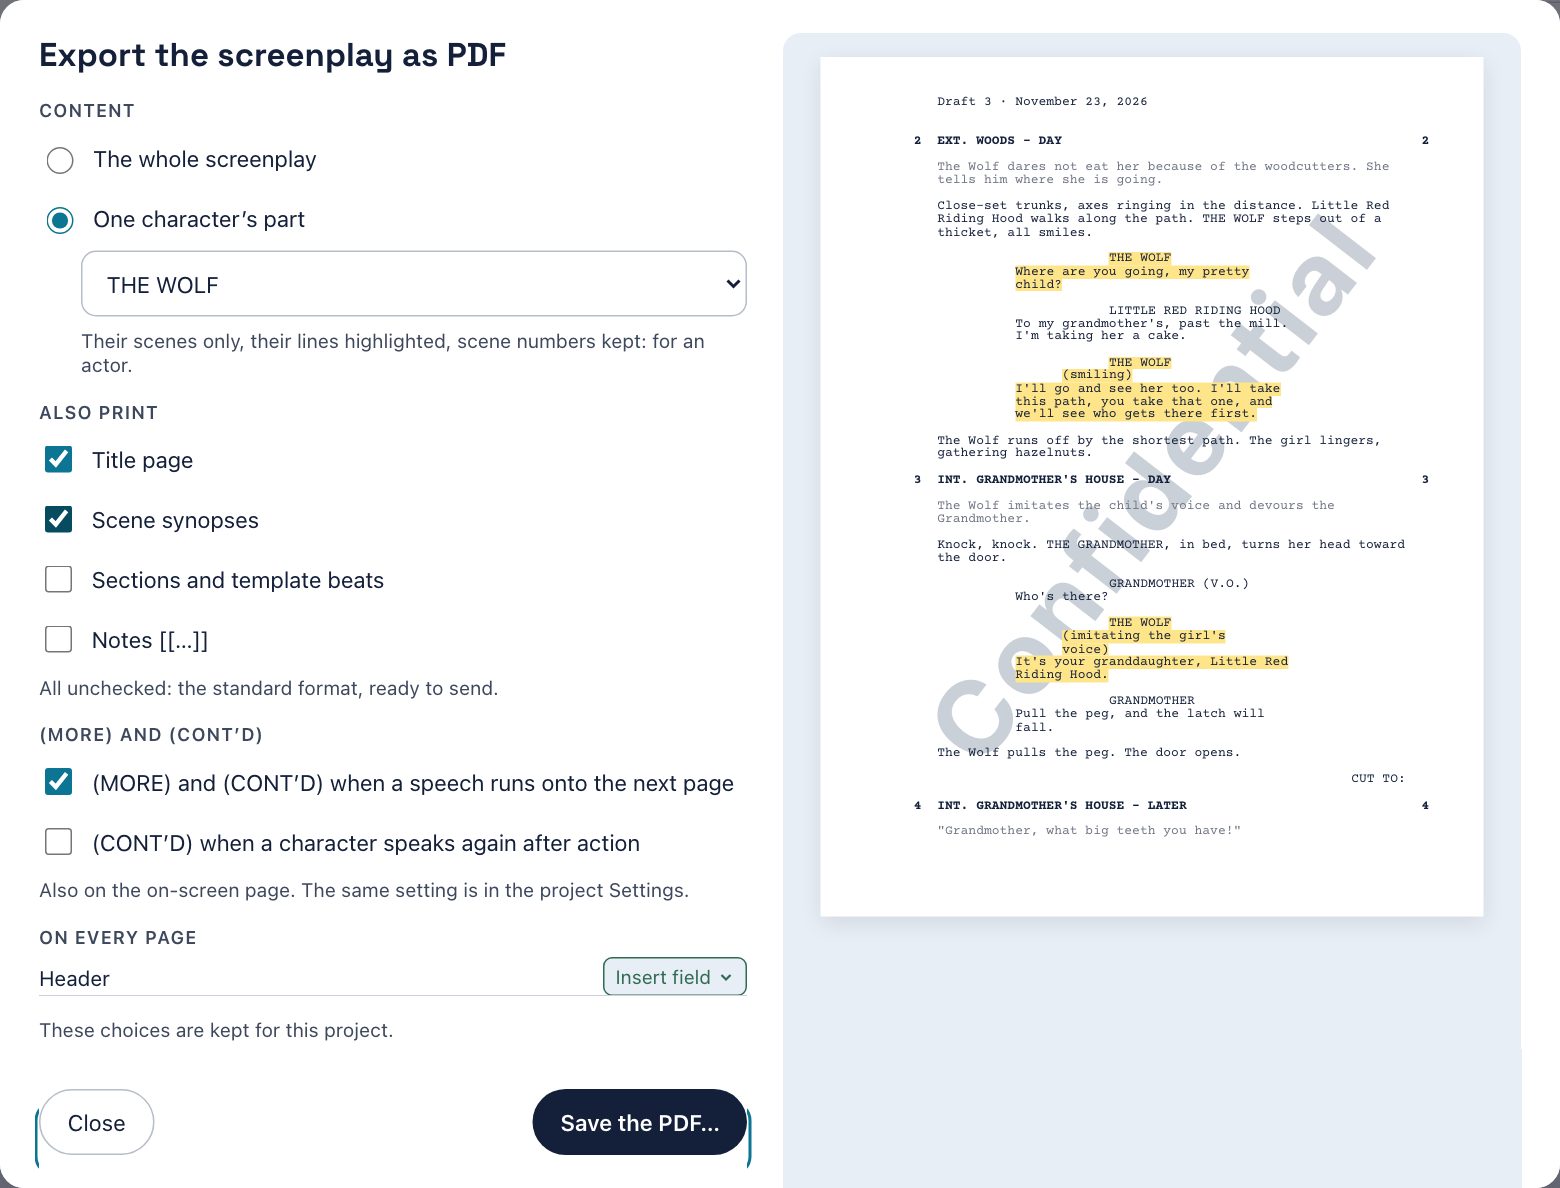 Export the screenplay as PDF
CONTENT
The whole screenplay
One character’s part
THE WOLF
Their scenes only, their lines highlighted, scene numbers kept: for an
actor.
ALSO PRINT
Title page
Scene synopses
Sections and template beats
Notes [[...]]
All unchecked: the standard format, ready to send.
(MORE) AND (CONT’D)
(MORE) and (CONT’D) when a speech runs onto the next page
(CONT’D) when a character speaks again after action
Also on the on-screen page. The same setting is in the project Settings.
ON EVERY PAGE
Header
Insert field
These choices are kept for this project.
Close
Save the PDF...
Draft 3 · November 23, 2026
2 EXT. WOODS - DAY 2
The Wolf dares not eat her because of the woodcutters. She
tells him where she is going.
Close-set trunks, axes ringing in the distance. Little Red
Riding Hood walks along the path. THE WOLF steps out of a
thicket, all smiles.
THE WOLF
Where are you going, my pretty
child?
LITTLE RED RIDING HOOD
To my grandmother's, past the mill.
I'm taking her a cake.
THE WOLF
(smiling)
I'll go and see her too. I'll take
this path, you take that one, and
we'll see who gets there first.
The Wolf runs off by the shortest path. The girl lingers,
gathering hazelnuts.
3 INT. GRANDMOTHER'S HOUSE - DAY 3
The Wolf imitates the child's voice and devours the
Grandmother.
Knock, knock. THE GRANDMOTHER, in bed, turns her head toward
the door.
GRANDMOTHER (V.O.)
Who's there?
THE WOLF
(imitating the girl's
voice)
It's your granddaughter, Little Red
Riding Hood.
GRANDMOTHER
Pull the peg, and the latch will
fall.
The Wolf pulls the peg. The door opens.
CUT TO:
4 INT. GRANDMOTHER'S HOUSE - LATER 4
"Grandmother, what big teeth you have!"
Confidential